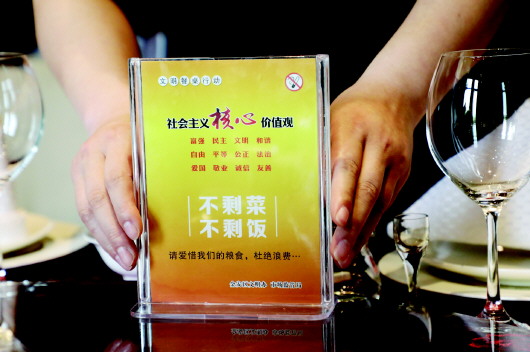 文明餐桌行动
社会主义核心价值观
富强 民主 文明 和谐
自由 平等 公正 法治
爱国 敬业 诚信 友善
不剩菜
不剩饭
请爱惜我们的粮食,杜绝浪费…